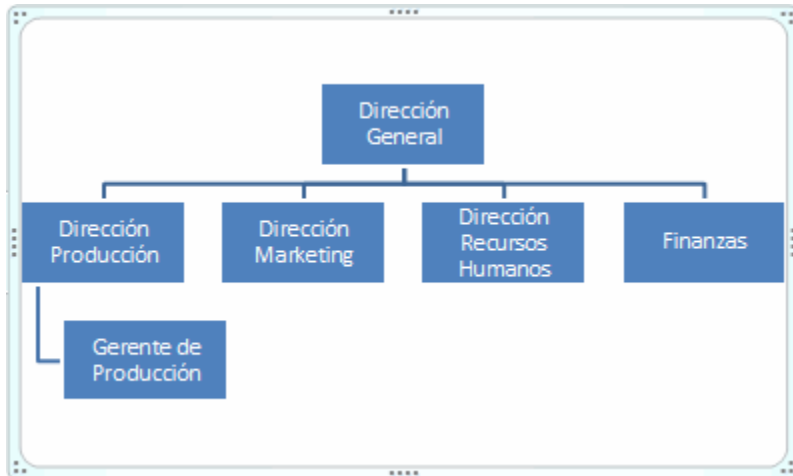 Dirección
General
Dirección
Producción
Dirección
Marketing
Dirección
Recursos
Humanos
Finanzas
Gerente de
Producción